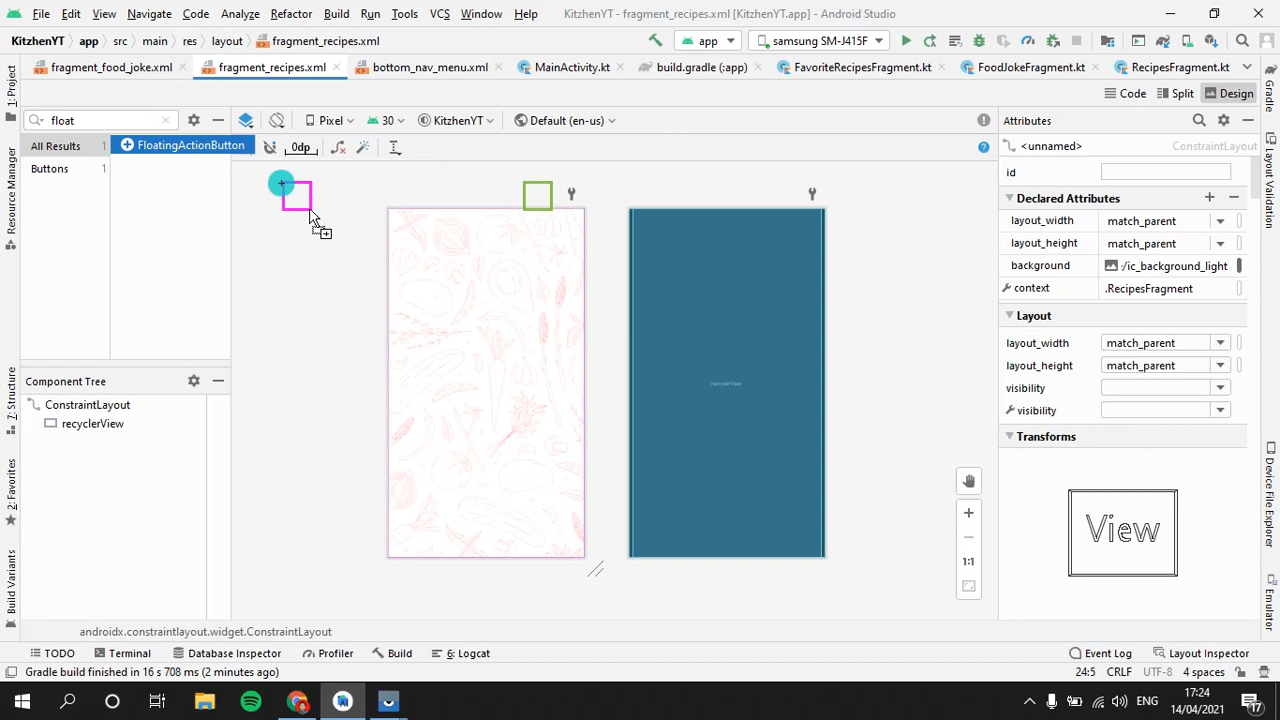 File Edit View Navigate Code Analyze Refactor Build Run Tools VCS Window Help KitzhenYT - fragment_recipes.xml [KitzhenYT.app] - Android Studio
KitzhenYT app src main res layout fragment_recipes.xml app samsung SM-J415F
fragment_food_joke.xml fragment_recipes.xml bottom_nav_menu.xml MainActivity.kt build.gradle (:app) FavoriteRecipesFragment.kt FoodJokeFragment.kt RecipesFragment.kt
Code Split Design
float Pixel 30 KitzhenYT Default (en-us) Attributes
All Results 1 FloatingActionButton 0dp <unnamed> ConstraintLayout
Buttons 1
id
Declared Attributes
layout_width match_parent
layout_height match_parent
background :/ic_background_light
context .RecipesFragment
Layout
layout_width match_parent
layout_height match_parent
visibility
visibility
Transforms
View
recyclerView
Component Tree
ConstraintLayout
recyclerView
1:1
1: Project
Resource Manager
7: Structure
2: Favorites
Build Variants
Gradle
Layout Validation
Device File Explorer
Emulator
androidx.constraintlayout.widget.ConstraintLayout
TODO Terminal Database Inspector Profiler Build 6: Logcat Event Log Layout Inspector
Gradle build finished in 16 s 708 ms (2 minutes ago) 24:5 CRLF UTF-8 4 spaces
ENG 17:24 14/04/2021 17